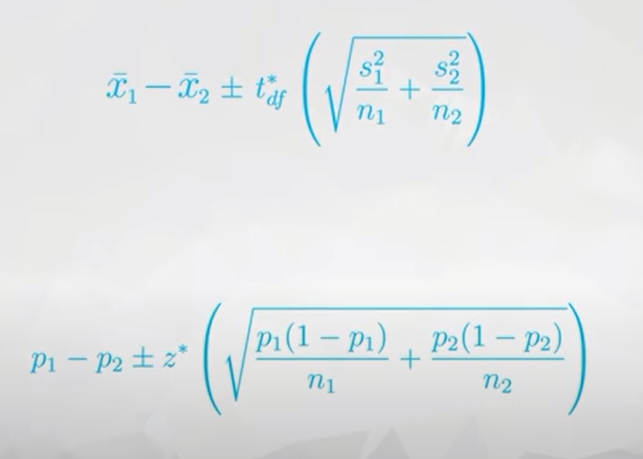 x̄₁ − x̄₂ ± t*_df (√(s₁²/n₁ + s₂²/n₂))
p₁ − p₂ ± z* (√(p₁(1 − p₁)/n₁ + p₂(1 − p₂)/n₂))